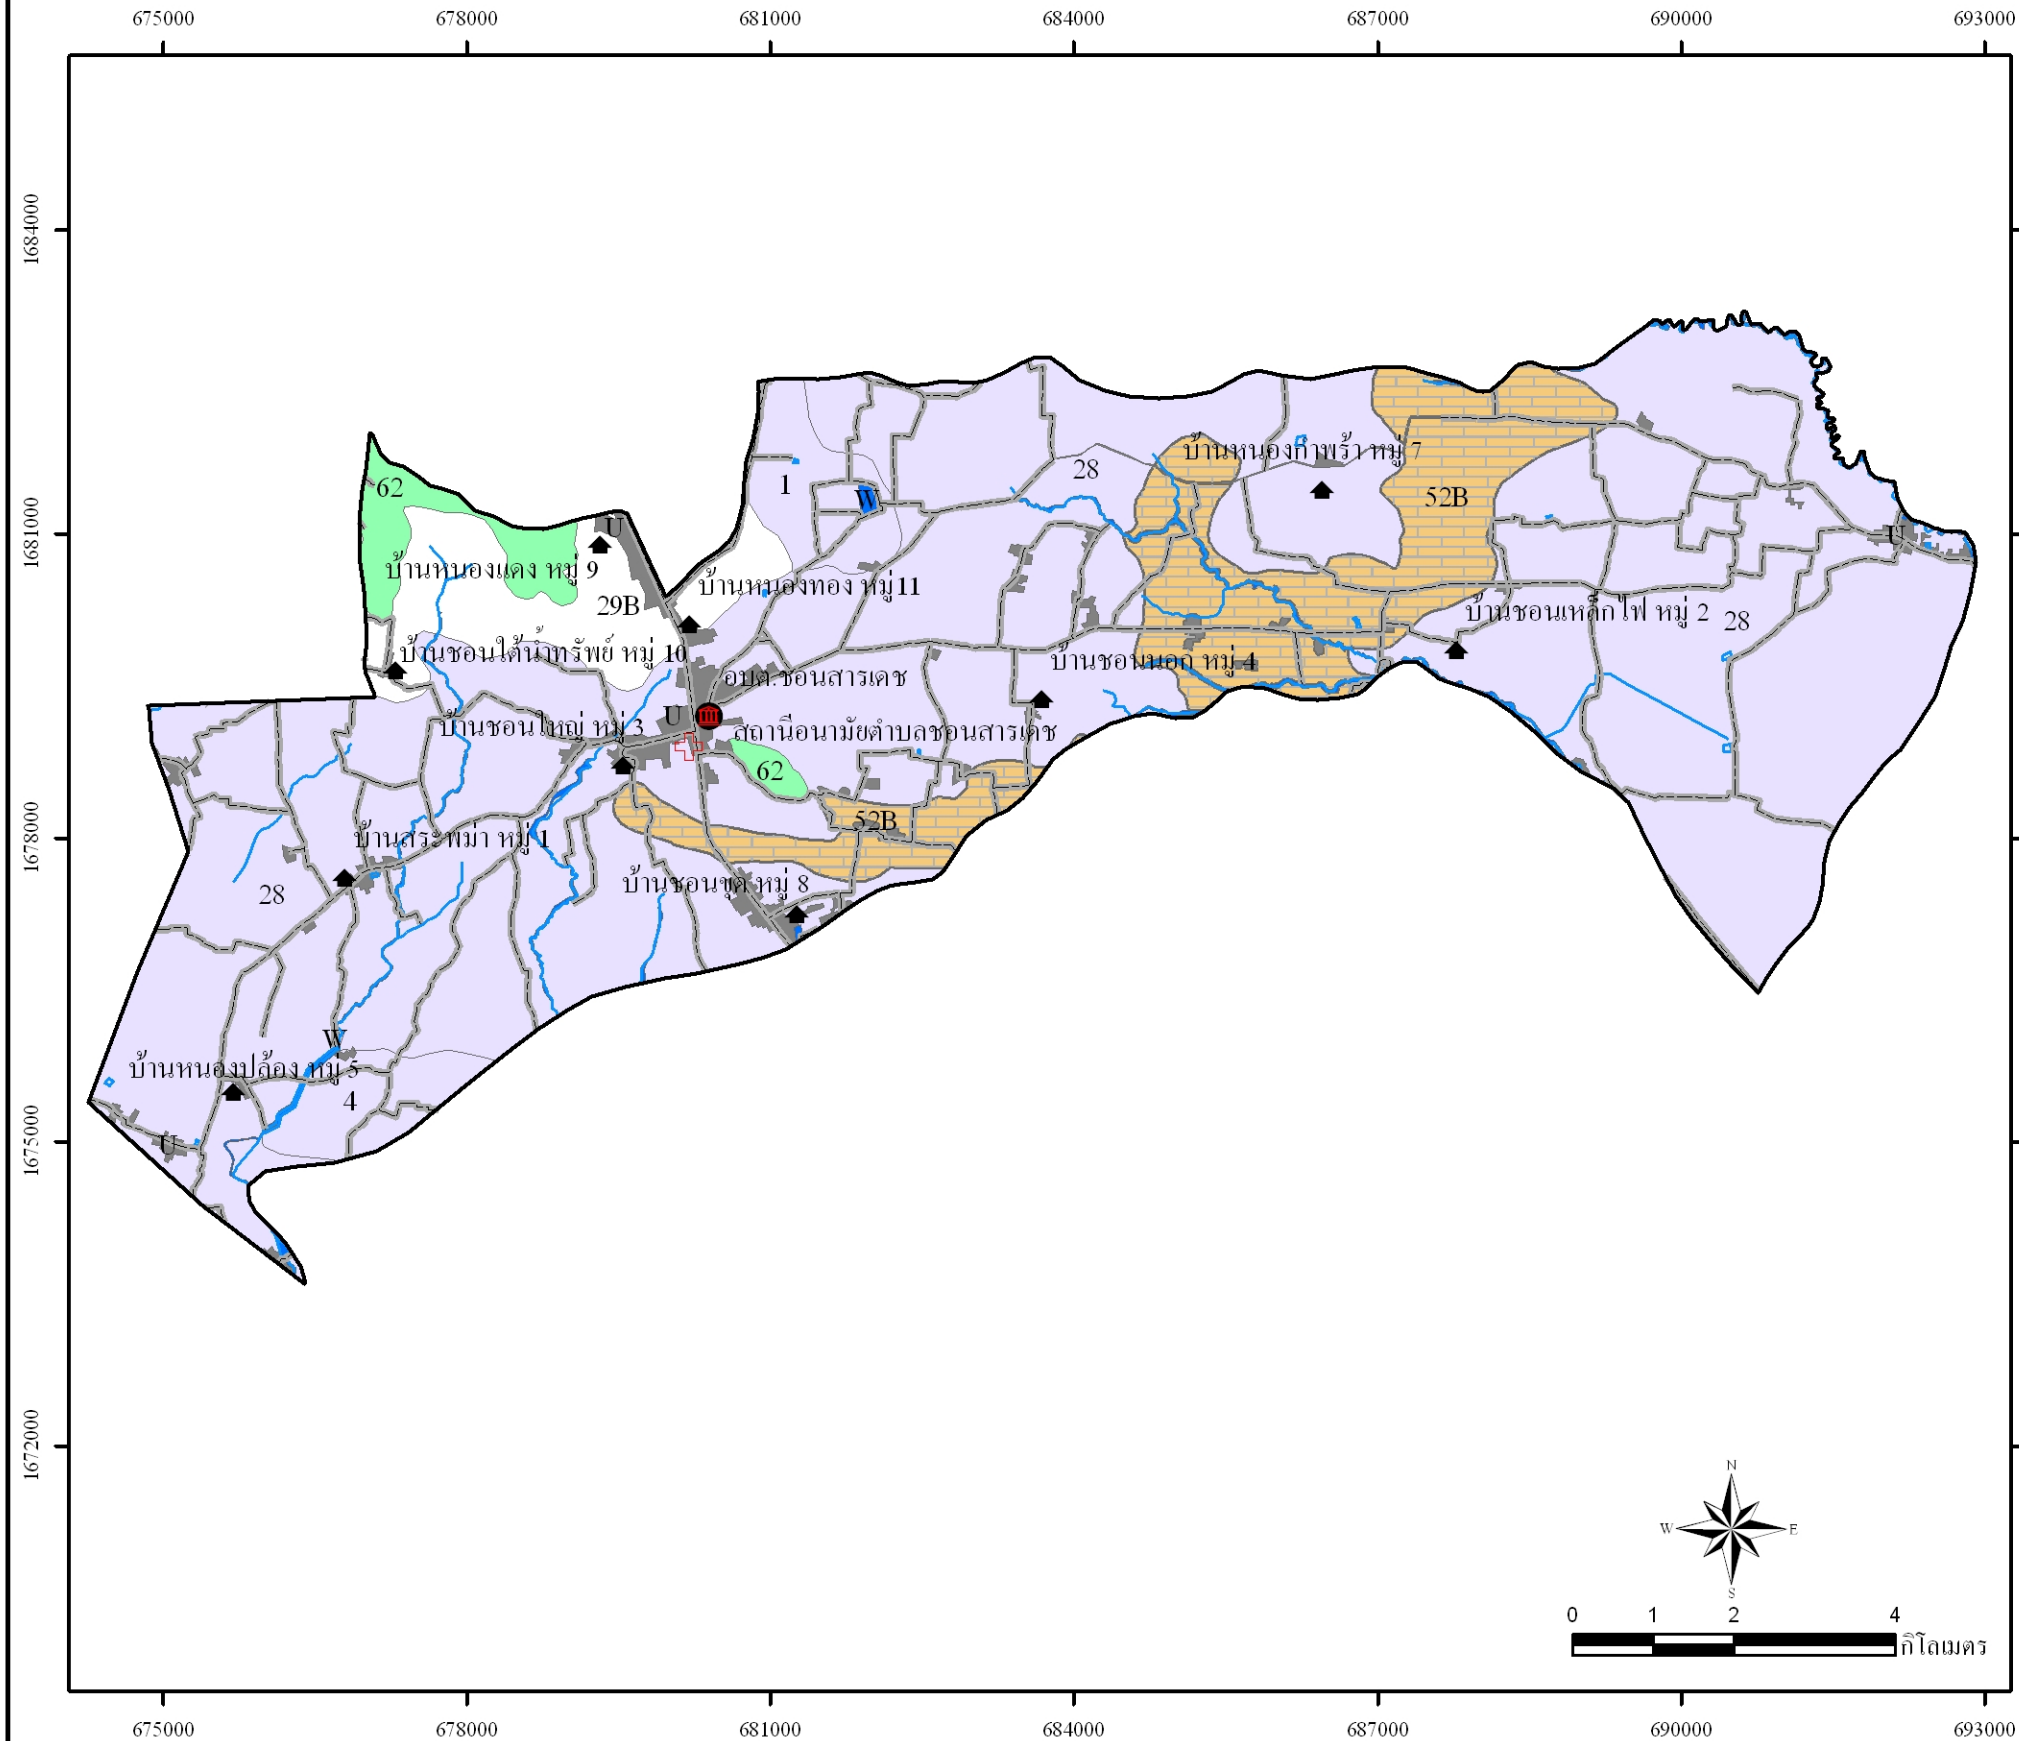 675000 678000 681000 684000 687000 690000 693000
1684000
1681000
1678000
1675000
1672000
บ้านหนองกำพร้า หมู่ 7
28
62
1
W
52B
U
U
บ้านหนองแดง หมู่ 9
บ้านหนองทอง หมู่11
29B
บ้านชอนเหล็กไฟ หมู่ 2
28
บ้านชอนใต้น้ำทรัพย์ หมู่ 10
บ้านชอนนอก หมู่ 4
อบต.ชอนสารเดช
U
บ้านชอนใหญ่ หมู่ 3
สถานีอนามัยตำบลชอนสารเดช
62
52B
บ้านสระพม่า หมู่ 1
บ้านชอนขุด หมู่ 8
28
W
บ้านหนองปล้อง หมู่ 5
4
U
N
W E
S
0 1 2 4
กิโลเมตร
675000 678000 681000 684000 687000 690000 693000